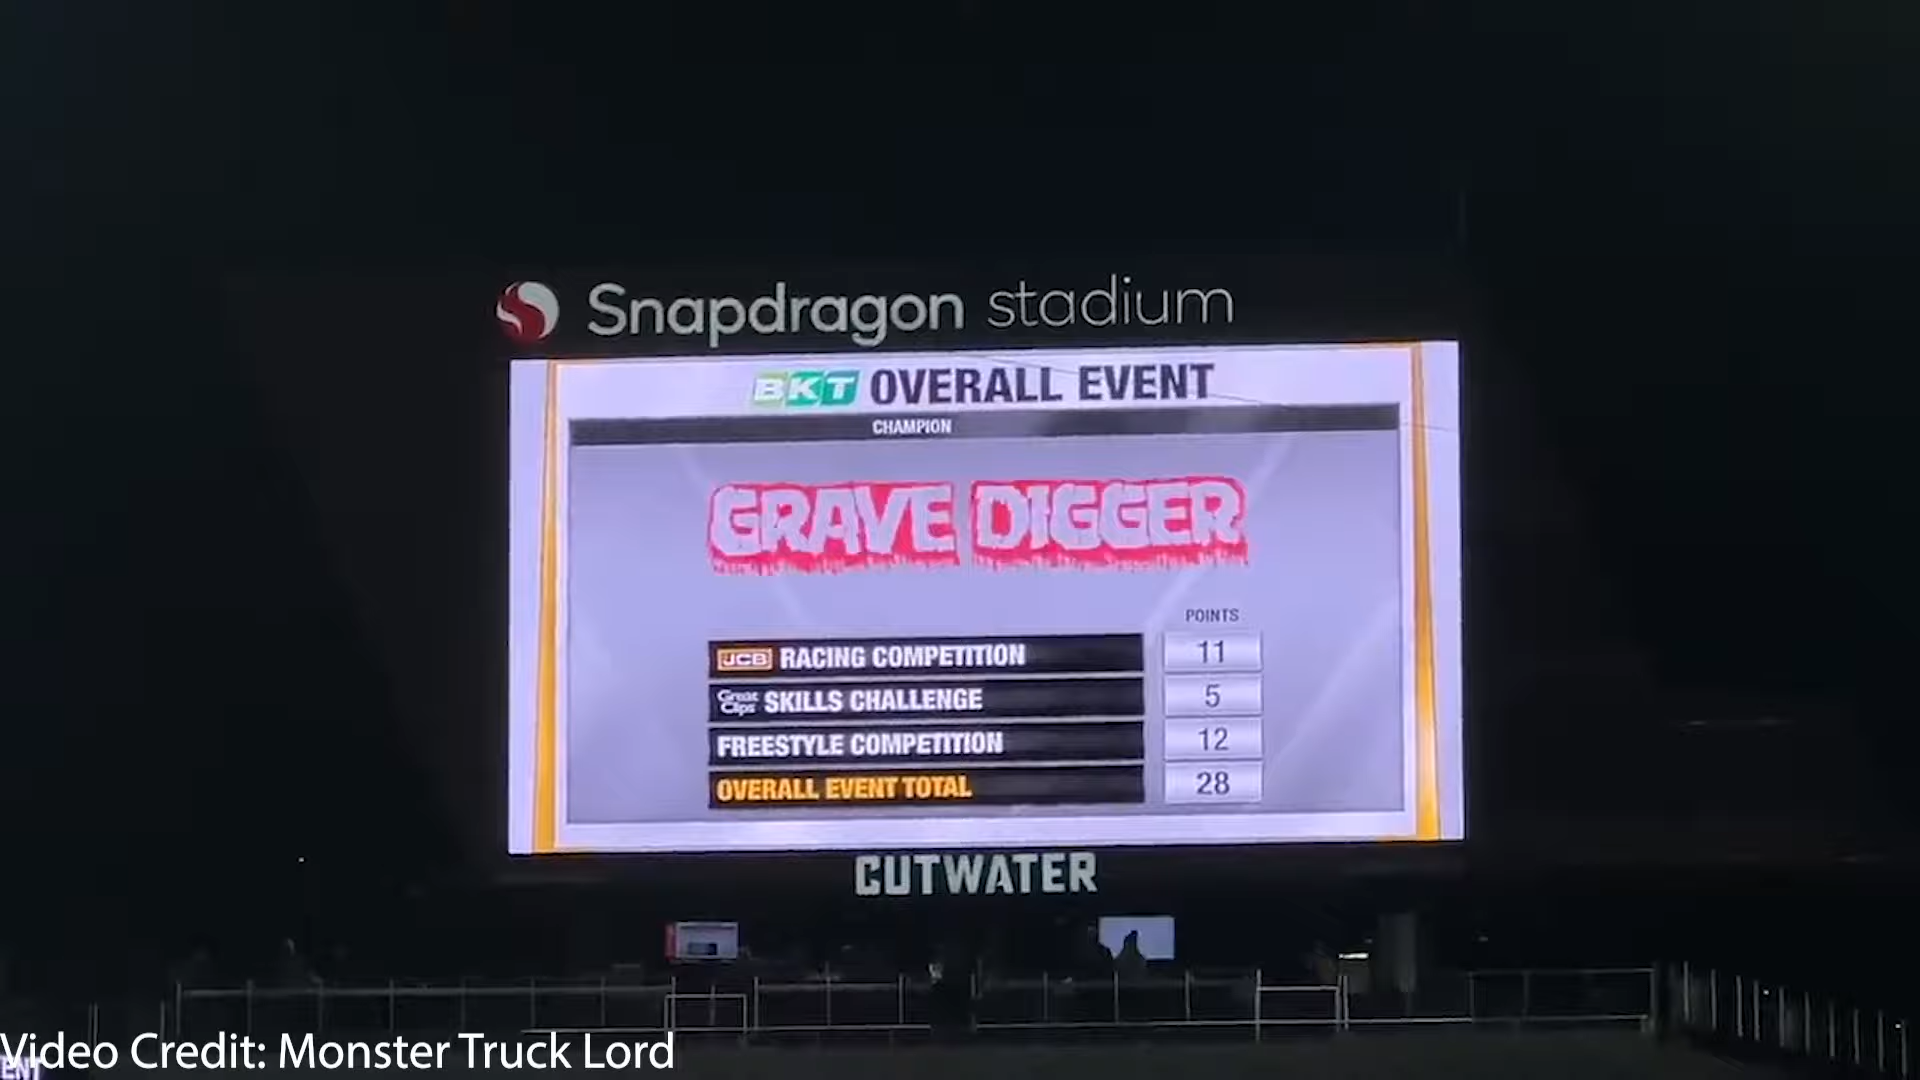 Snapdragon stadium
BKT OVERALL EVENT
CHAMPION
GRAVE DIGGER
POINTS
JCB RACING COMPETITION 11
Great Clips SKILLS CHALLENGE 5
FREESTYLE COMPETITION 12
OVERALL EVENT TOTAL 28
CUTWATER
Video Credit: Monster Truck Lord
ENT